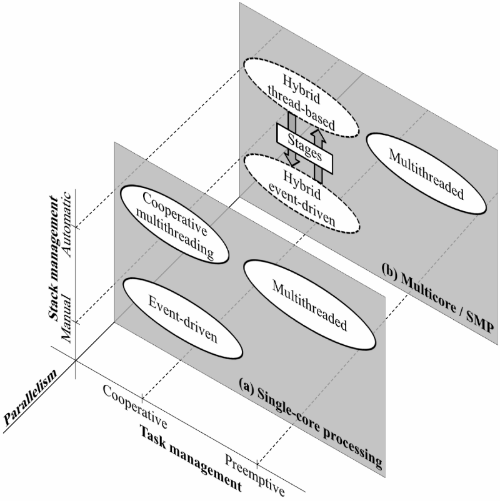 Hybrid
thread-based
Stages
Hybrid
event-driven
Multithreaded
(b) Multicore / SMP
Cooperative
multithreading
Event-driven
Multithreaded
(a) Single-core processing
Stack management
Manual Automatic
Parallelism
Cooperative
Task management
Preemptive